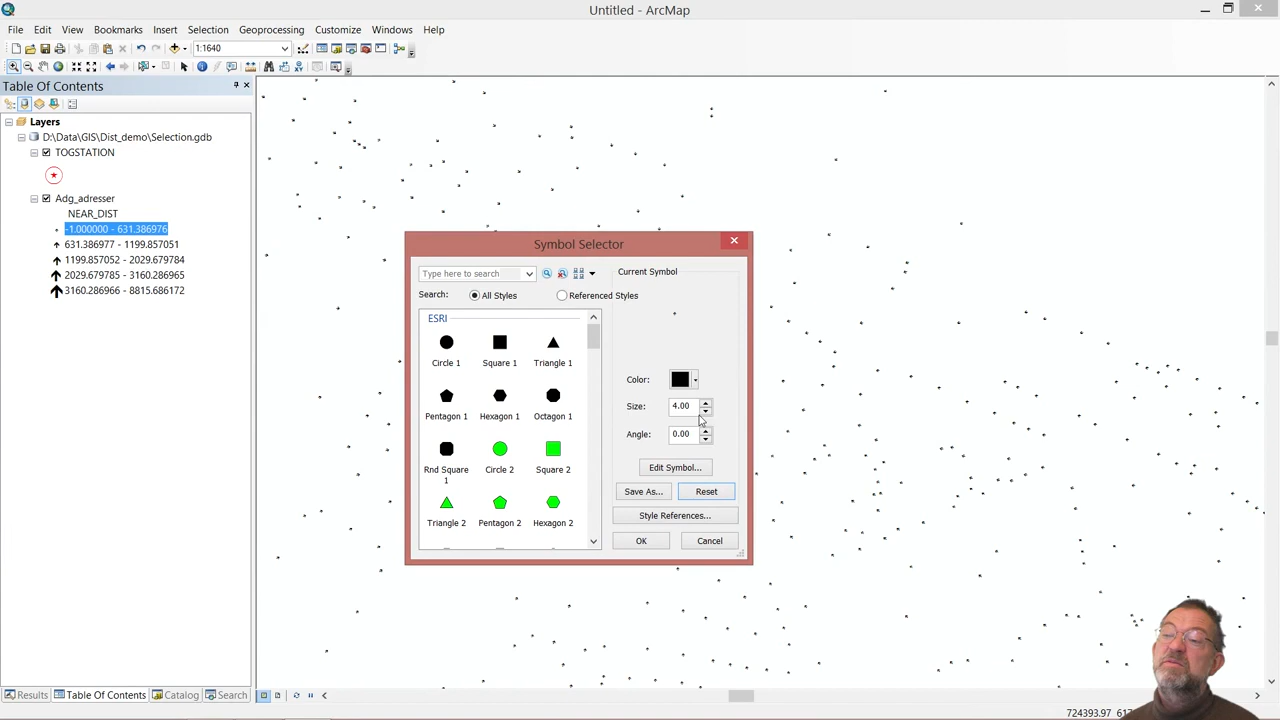 Untitled - ArcMap
File Edit View Bookmarks Insert Selection Geoprocessing Customize Windows Help
1:1640
Table Of Contents
Layers
D:\Data\GIS\Dist_demo\Selection.gdb
TOGSTATION
Adg_adresser
NEAR_DIST
-1.000000 - 631.386976
631.386977 - 1199.857051
1199.857052 - 2029.679784
2029.679785 - 3160.286965
3160.286966 - 8815.686172
Symbol Selector
Type here to search
Search: All Styles Referenced Styles
ESRI
Circle 1 Square 1 Triangle 1
Pentagon 1 Hexagon 1 Octagon 1
Rnd Square 1 Circle 2 Square 2
Triangle 2 Pentagon 2 Hexagon 2
Current Symbol
Color:
Size: 4.00
Angle: 0.00
Edit Symbol...
Save As... Reset
Style References...
OK Cancel
Results Table Of Contents Catalog Search
724393.97 617